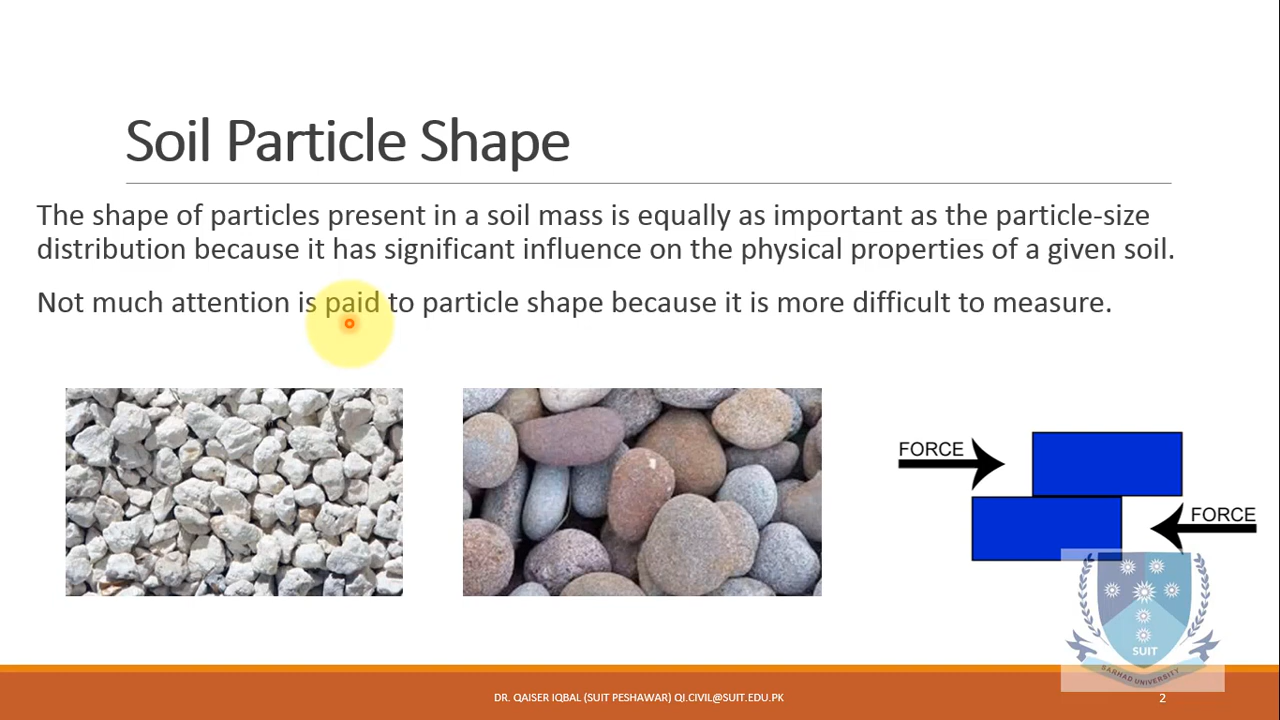 Soil Particle Shape
The shape of particles present in a soil mass is equally as important as the particle-size
distribution because it has significant influence on the physical properties of a given soil.
Not much attention is paid to particle shape because it is more difficult to measure.
FORCE
FORCE
SUIT
SARHAD UNIVERSITY
DR. QAISER IQBAL (SUIT PESHAWAR) QI.CIVIL@SUIT.EDU.PK
2